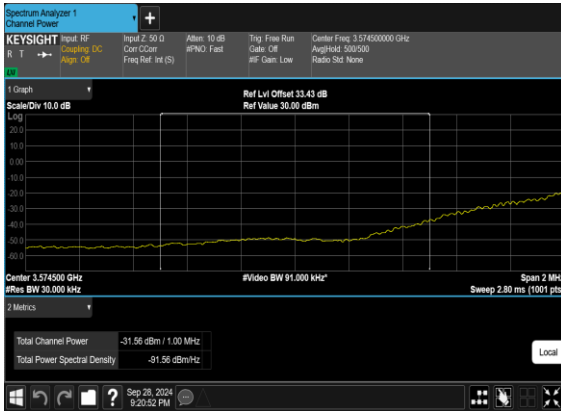 Spectrum Analyzer 1
Channel Power
+
KEYSIGHT
R T
LXI
Input: RF
Coupling: DC
Align: Off
Input Z: 50 Ω
Corr CCorr
Freq Ref: Int (S)
Atten: 10 dB
#PNO: Fast
Trig: Free Run
Gate: Off
#IF Gain: Low
Center Freq: 3.574500000 GHz
Avg|Hold: 500/500
Radio Std: None
1 Graph
Scale/Div 10.0 dB
Ref Lvl Offset 33.43 dB
Ref Value 30.00 dBm
Log
20.0
10.0
0.00
-10.0
-20.0
-30.0
-40.0
-50.0
-60.0
Center 3.574500 GHz
#Video BW 91.000 kHz*
Span 2 MHz
#Res BW 30.000 kHz
Sweep 2.80 ms (1001 pts)
2 Metrics
Total Channel Power -31.56 dBm / 1.00 MHz
Total Power Spectral Density -91.56 dBm/Hz
Local
?
Sep 28, 2024
9:20:52 PM